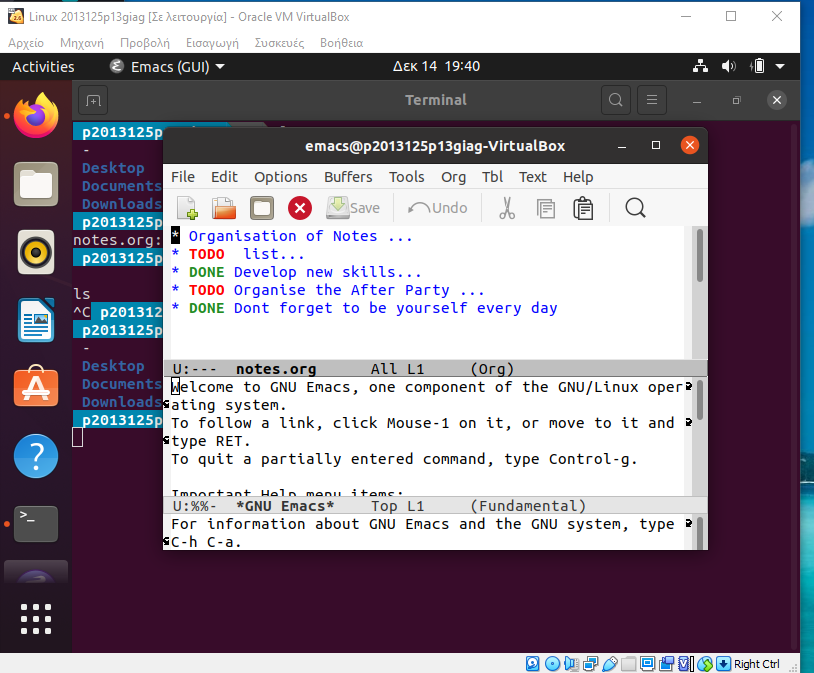 Linux 2013125p13giag [Σε λειτουργία] - Oracle VM VirtualBox
Αρχείο Μηχανή Προβολή Εισαγωγή Συσκευές Βοήθεια
Activities Emacs (GUI) Δεκ 14 19:40
Terminal
p2013125p
-
Desktop
Documents
Downloads
p2013125p
notes.org:
p2013125p
ls
^C p201312
p2013125p
-
Desktop
Documents
Downloads
p2013125p
emacs@p2013125p13giag-VirtualBox
File Edit Options Buffers Tools Org Tbl Text Help
Save Undo
* Organisation of Notes ...
* TODO list...
* DONE Develop new skills...
* TODO Organise the After Party ...
* DONE Dont forget to be yourself every day
U:--- notes.org All L1 (Org)
Welcome to GNU Emacs, one component of the GNU/Linux oper
ating system.
To follow a link, click Mouse-1 on it, or move to it and
type RET.
To quit a partially entered command, type Control-g.
Important Help menu items:
U:%%- *GNU Emacs* Top L1 (Fundamental)
For information about GNU Emacs and the GNU system, type
C-h C-a.
Right Ctrl